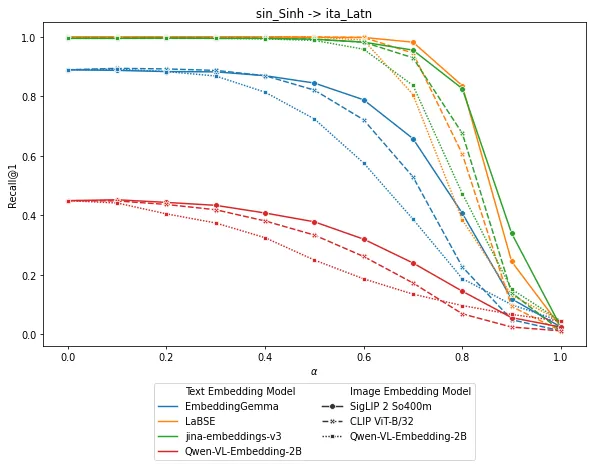 sin_Sinh -> ita_Latn
Recall@1
1.0
0.8
0.6
0.4
0.2
0.0
0.0 0.2 0.4 0.6 0.8 1.0
α
Text Embedding Model
EmbeddingGemma
LaBSE
jina-embeddings-v3
Qwen-VL-Embedding-2B
Image Embedding Model
SigLIP 2 So400m
CLIP ViT-B/32
Qwen-VL-Embedding-2B